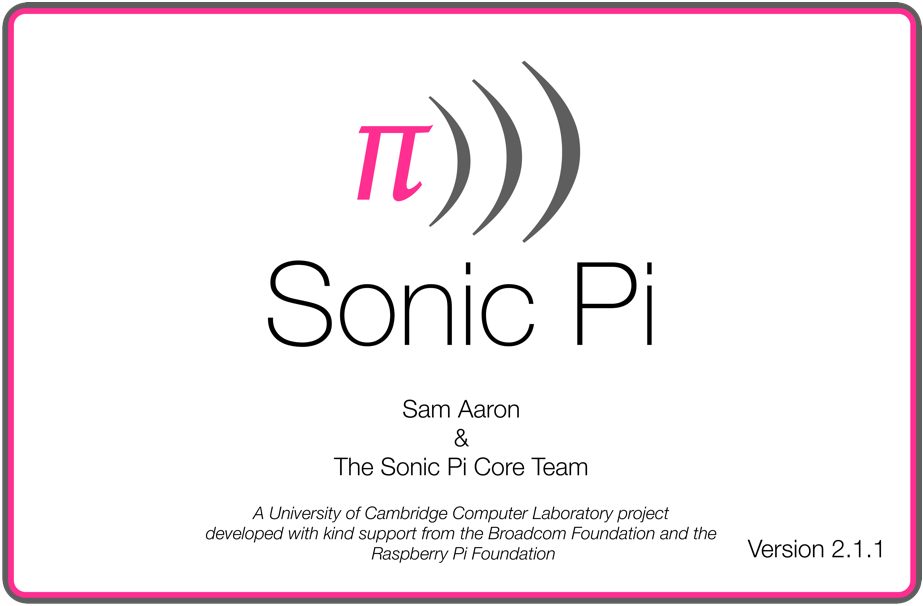 π
Sonic Pi
Sam Aaron
&
The Sonic Pi Core Team
A University of Cambridge Computer Laboratory project
developed with kind support from the Broadcom Foundation and the
Raspberry Pi Foundation
Version 2.1.1